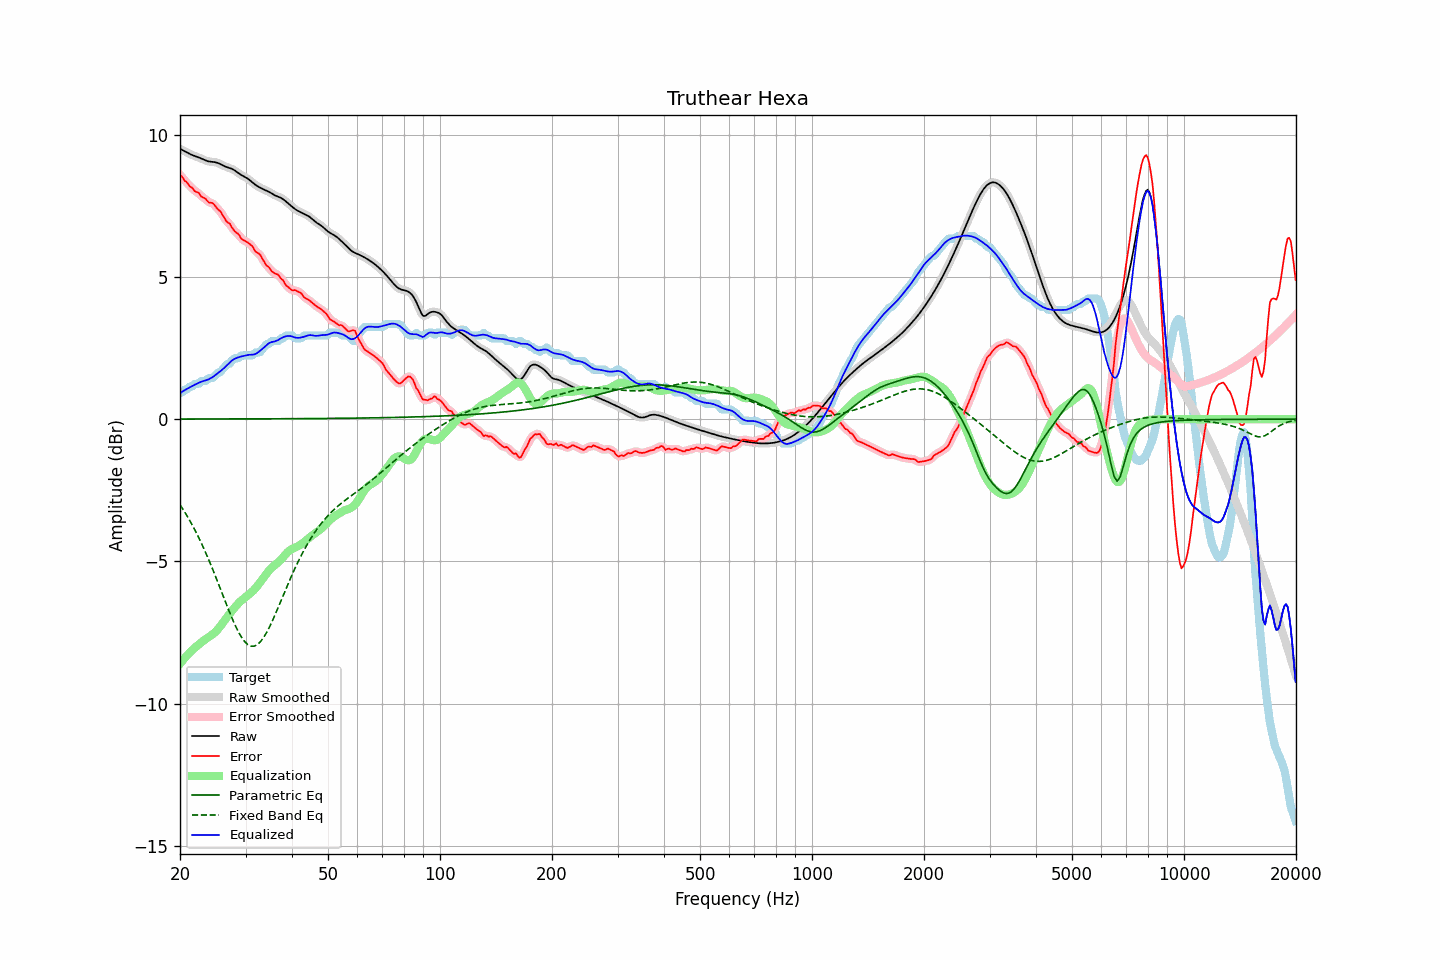 Truthear Hexa
10
5
0
−5
−10
−15
Amplitude (dBr)
Target
Raw Smoothed
Error Smoothed
Raw
Error
Equalization
Parametric Eq
Fixed Band Eq
Equalized
20 50 100 200 500 1000 2000 5000 10000 20000
Frequency (Hz)